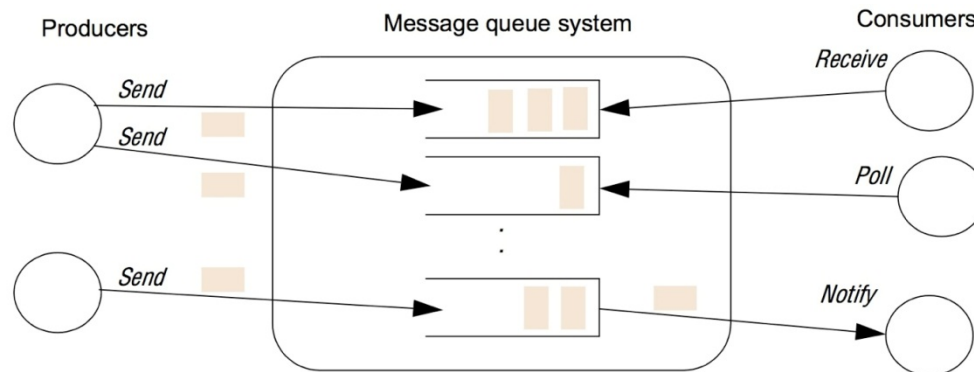 Producers
Message queue system
Consumers
Send
Receive
Send
Poll
Send
Notify